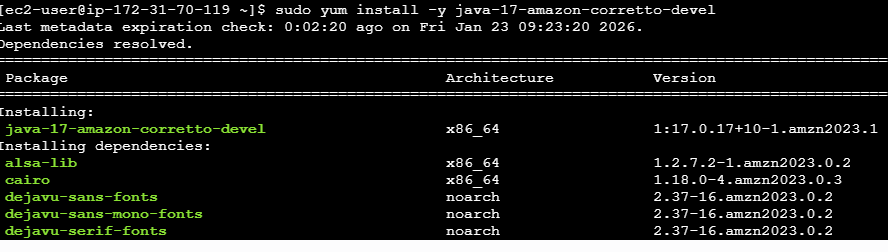 [ec2-user@ip-172-31-70-119 ~]$ sudo yum install -y java-17-amazon-corretto-devel
Last metadata expiration check: 0:02:20 ago on Fri Jan 23 09:23:20 2026.
Dependencies resolved.
================================================================================
Package Architecture Version
================================================================================
Installing:
java-17-amazon-corretto-devel x86_64 1:17.0.17+10-1.amzn2023.1
Installing dependencies:
alsa-lib x86_64 1.2.7.2-1.amzn2023.0.2
cairo x86_64 1.18.0-4.amzn2023.0.3
dejavu-sans-fonts noarch 2.37-16.amzn2023.0.2
dejavu-sans-mono-fonts noarch 2.37-16.amzn2023.0.2
dejavu-serif-fonts noarch 2.37-16.amzn2023.0.2